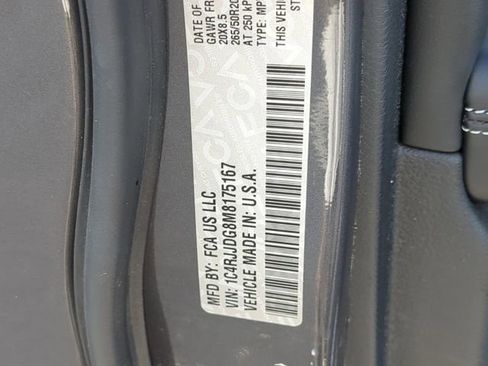 MFD BY: FCA US LLC
VIN: 1C4RJJDG8M8175167
VEHICLE MADE IN: U.S.A.
DATE OF
GAWR FR
20X8.5
265/50R20
AT 250 kP
TYPE: MP
THIS VEHI